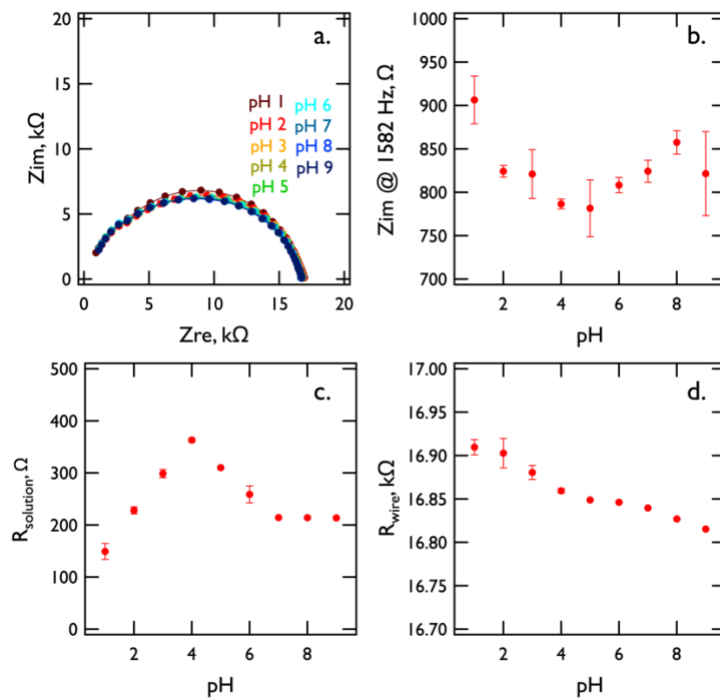 a.
20
15
10
5
0
Zim, kΩ
pH 1
pH 2
pH 3
pH 4
pH 5
pH 6
pH 7
pH 8
pH 9
0 5 10 15 20
Zre, kΩ
b.
1000
950
900
850
800
750
700
Zim @ 1582 Hz, Ω
2 4 6 8
pH
c.
500
400
300
200
100
0
Rsolution, Ω
2 4 6 8
pH
d.
17.00
16.95
16.90
16.85
16.80
16.75
16.70
Rwire, kΩ
2 4 6 8
pH